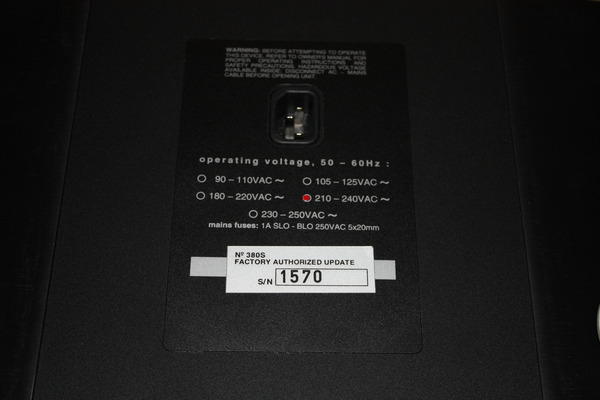 WARNING: BEFORE ATTEMPTING TO OPERATE
THIS DEVICE, REFER TO OWNERS MANUAL FOR
PROPER OPERATING INSTRUCTIONS AND
SAFETY PRECAUTIONS. HAZARDOUS VOLTAGE
AVAILABLE INSIDE: DISCONNECT AC ~ MAINS
CABLE BEFORE OPENING UNIT
operating voltage, 50 – 60Hz :
90 – 110VAC ~ 105 – 125VAC ~
180 – 220VAC ~ 210 – 240VAC ~
230 – 250VAC ~
mains fuses: 1A SLO - BLO 250VAC 5x20mm
Nº 380S
FACTORY AUTHORIZED UPDATE
S/N 1570